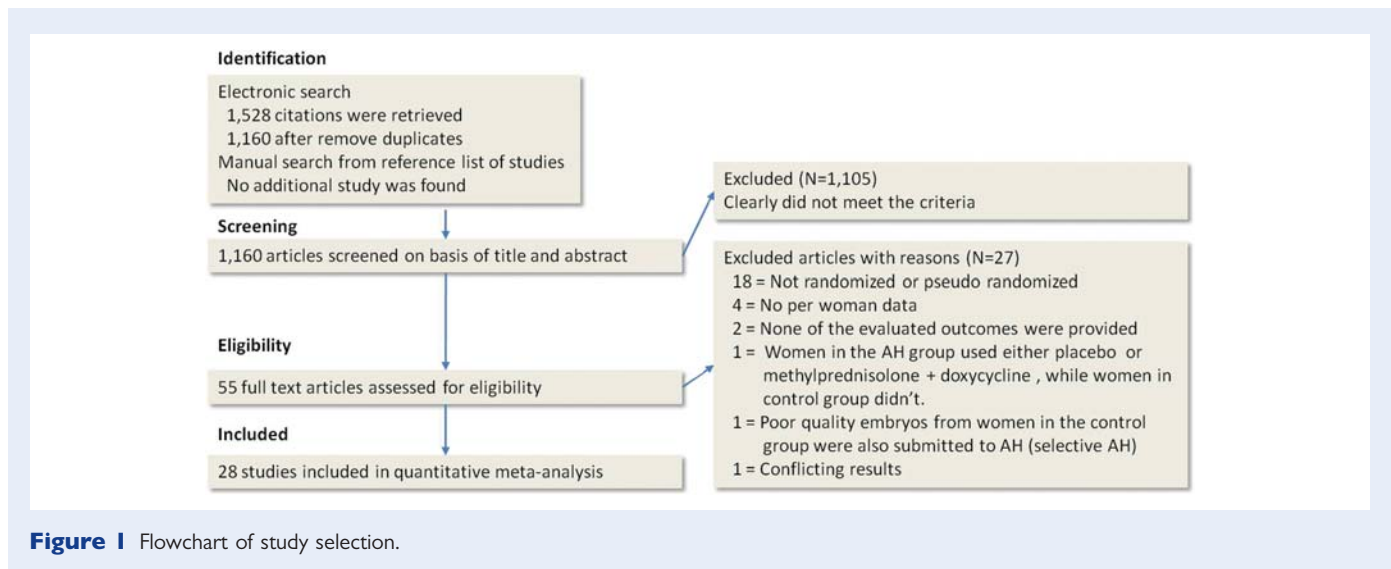 Identification
Electronic search
1,528 citations were retrieved
1,160 after remove duplicates
Manual search from reference list of studies
No additional study was found
Excluded (N=1,105)
Clearly did not meet the criteria
Screening
1,160 articles screened on basis of title and abstract
Excluded articles with reasons (N=27)
18 = Not randomized or pseudo randomized
4 = No per woman data
2 = None of the evaluated outcomes were provided
1 = Women in the AH group used either placebo or
methylprednisolone + doxycycline , while women in
control group didn't.
1 = Poor quality embryos from women in the control
group were also submitted to AH (selective AH)
1 = Conflicting results
Eligibility
55 full text articles assessed for eligibility
Included
28 studies included in quantitative meta-analysis
Figure 1 Flowchart of study selection.